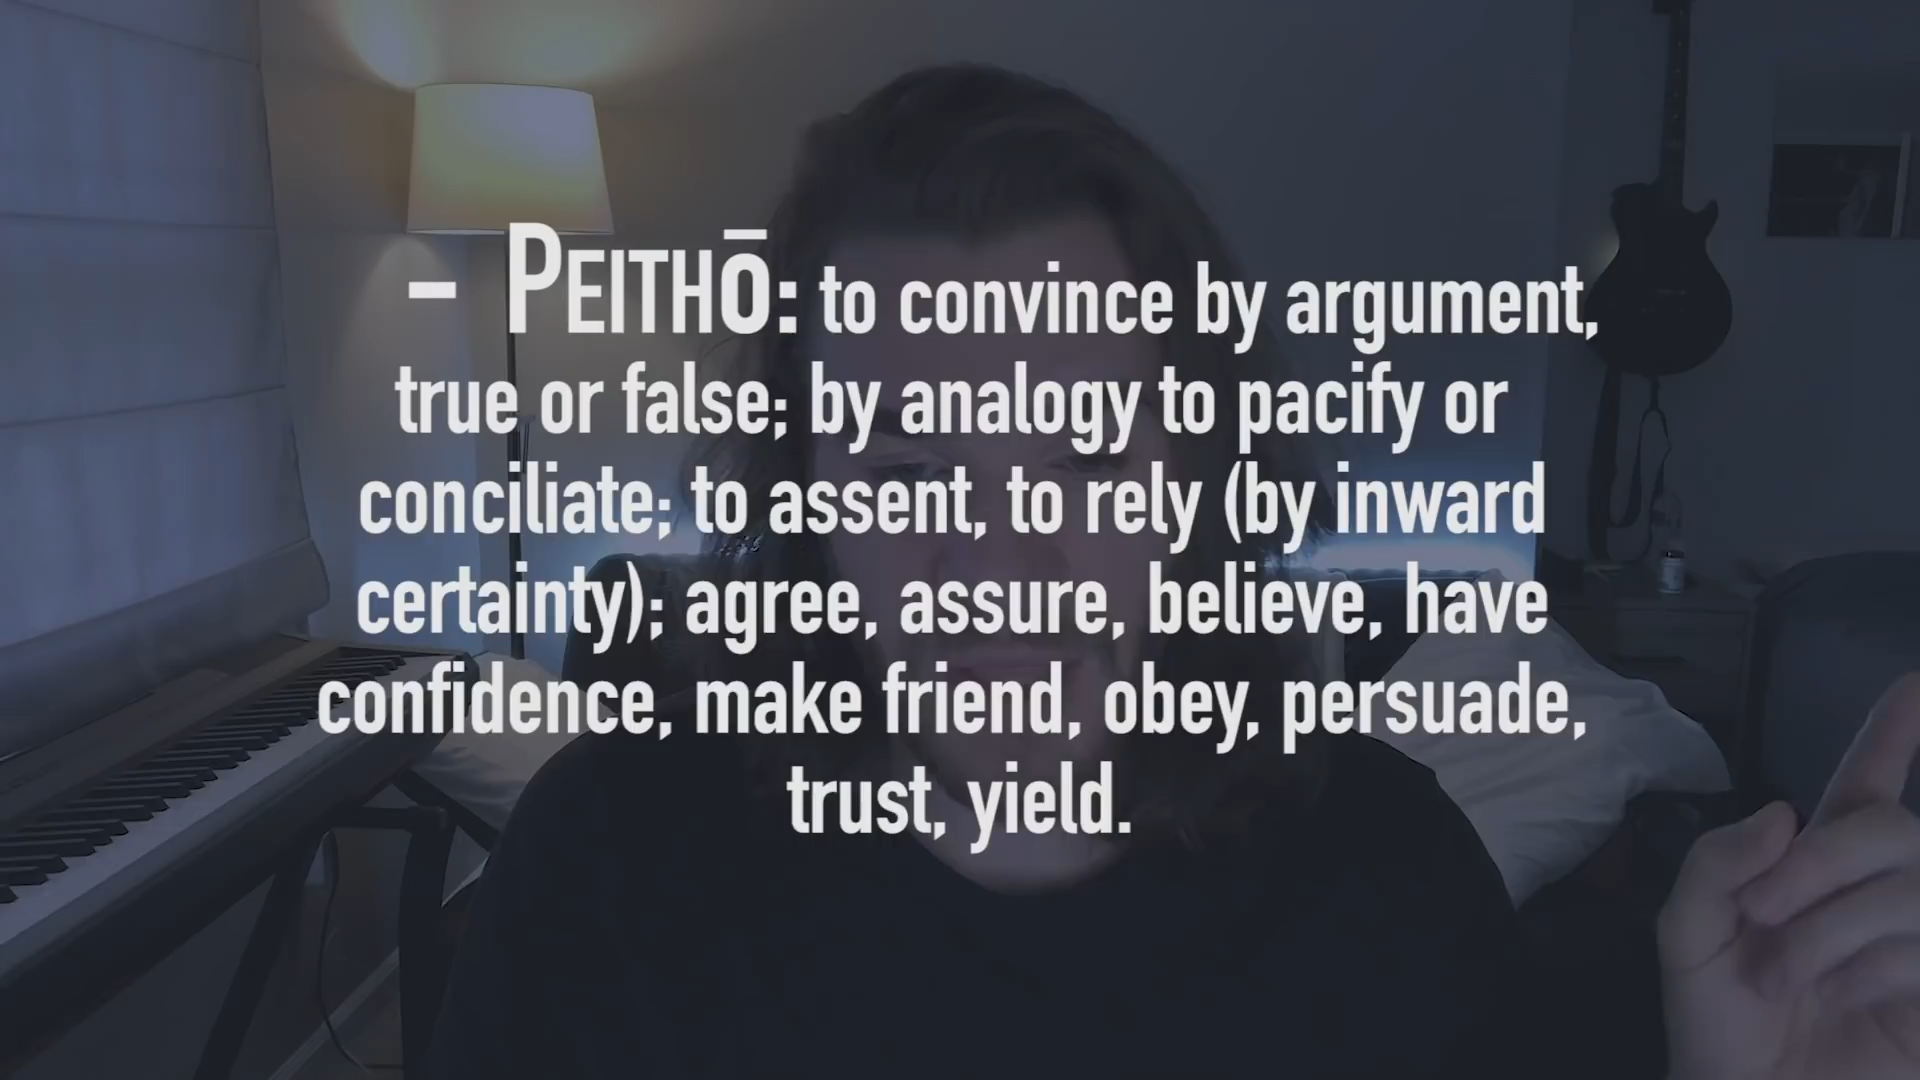 – Peithō: to convince by argument,
true or false; by analogy to pacify or
conciliate; to assent, to rely (by inward
certainty); agree, assure, believe, have
confidence, make friend, obey, persuade,
trust, yield.